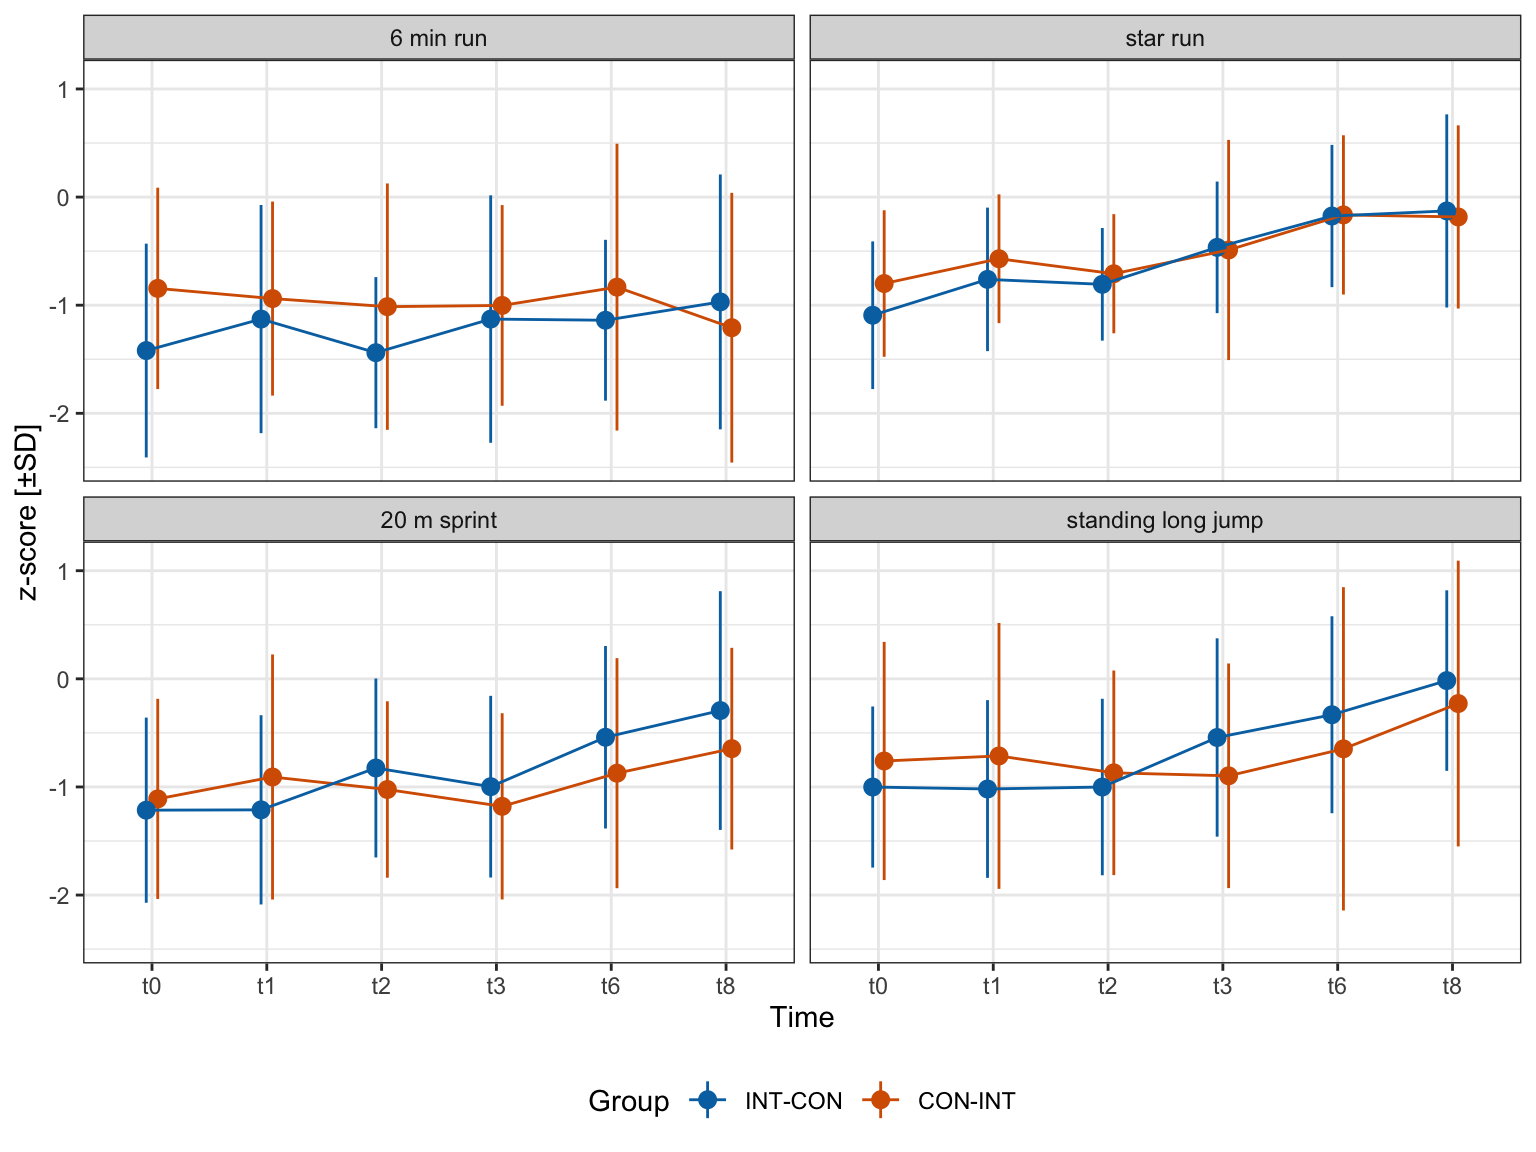 6 min run
star run
1
0
-1
-2
20 m sprint
standing long jump
1
0
-1
-2
z-score [±SD]
t0 t1 t2 t3 t6 t8
t0 t1 t2 t3 t6 t8
Time
Group INT-CON CON-INT